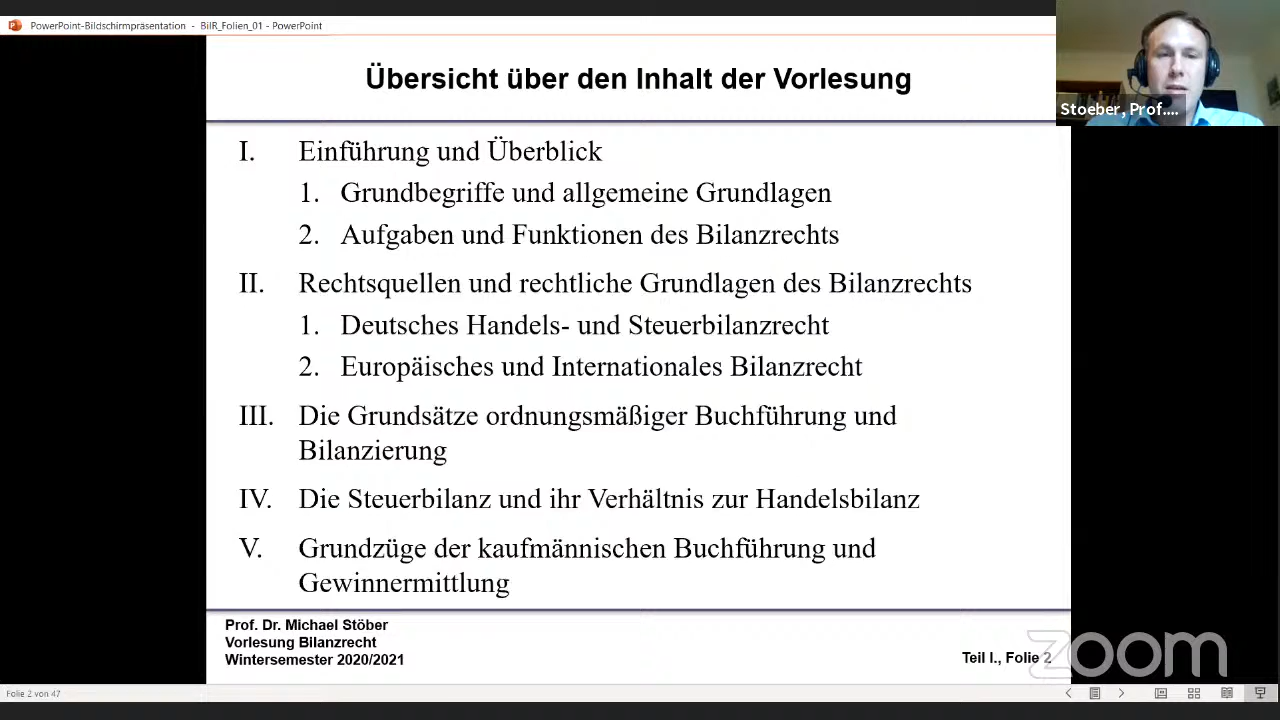 PowerPoint-Bildschirmpräsentation - BilR_Folien_01 - PowerPoint
Übersicht über den Inhalt der Vorlesung
Stoeber, Prof....
I. Einführung und Überblick
1. Grundbegriffe und allgemeine Grundlagen
2. Aufgaben und Funktionen des Bilanzrechts
II. Rechtsquellen und rechtliche Grundlagen des Bilanzrechts
1. Deutsches Handels- und Steuerbilanzrecht
2. Europäisches und Internationales Bilanzrecht
III. Die Grundsätze ordnungsmäßiger Buchführung und
Bilanzierung
IV. Die Steuerbilanz und ihr Verhältnis zur Handelsbilanz
V. Grundzüge der kaufmännischen Buchführung und
Gewinnermittlung
Prof. Dr. Michael Stöber
Vorlesung Bilanzrecht
Wintersemester 2020/2021
Teil I., Folie 2
zoom
Folie 2 von 47